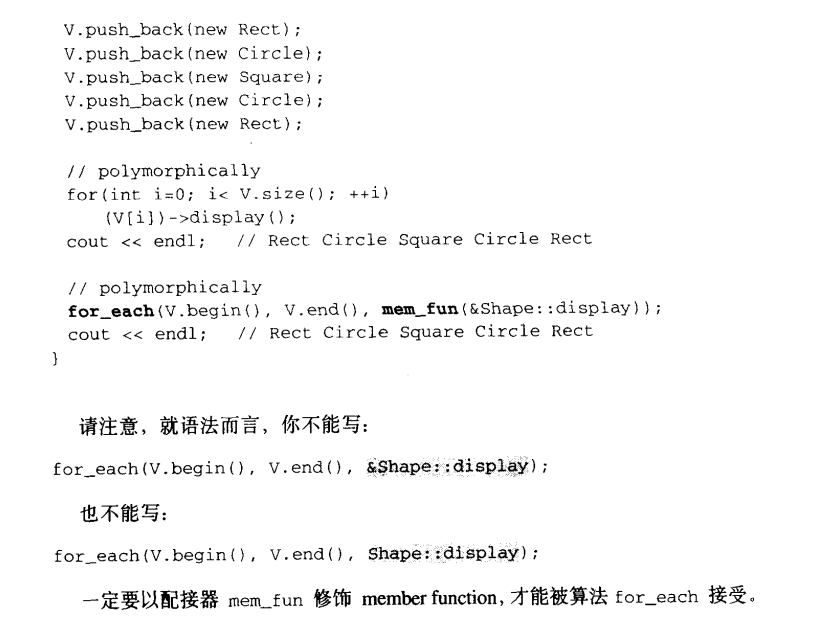 V.push_back(new Rect);
V.push_back(new Circle);
V.push_back(new Square);
V.push_back(new Circle);
V.push_back(new Rect);
// polymorphically
for(int i=0; i< V.size(); ++i)
(V[i])->display();
cout << endl; // Rect Circle Square Circle Rect
// polymorphically
for_each(V.begin(), V.end(), mem_fun(&Shape::display));
cout << endl; // Rect Circle Square Circle Rect
}
请注意，就语法而言，你不能写：
for_each(V.begin(), V.end(), &Shape::display);
也不能写：
for_each(V.begin(), V.end(), Shape::display);
一定要以配接器 mem_fun 修饰 member function，才能被算法 for_each 接受。